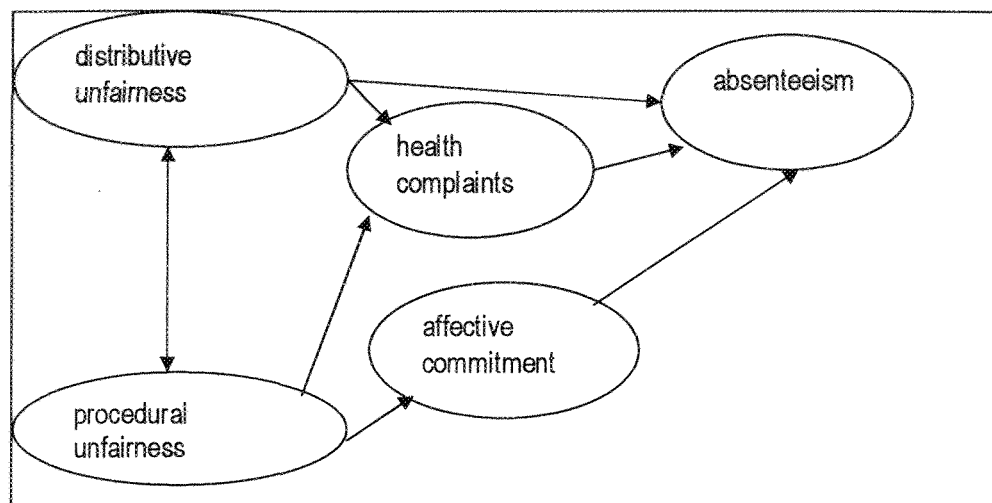 distributive
unfairness
absenteeism
health
complaints
affective
commitment
procedural
unfairness